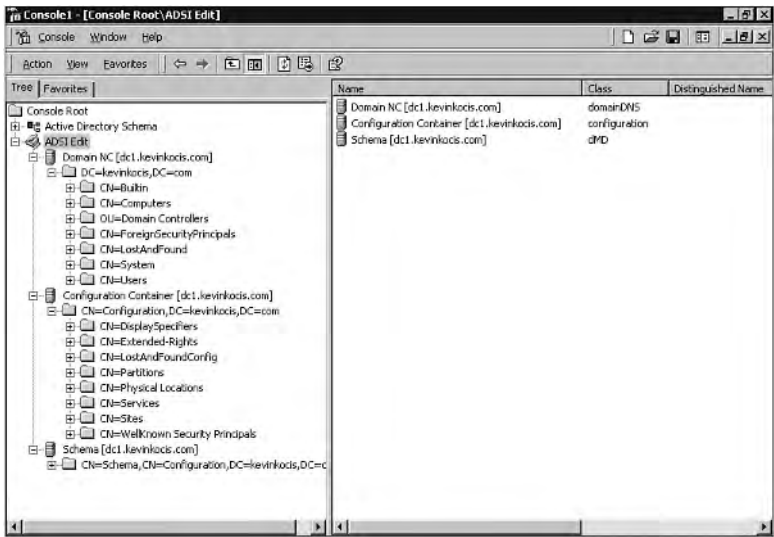 Console1 - [Console Root\ADSI Edit]
Console Window Help
Action View Favorites
Tree Favorites
Console Root
Active Directory Schema
ADSI Edit
Domain NC [dc1.kevinkocis.com]
DC=kevinkocis,DC=com
CN=Builtin
CN=Computers
OU=Domain Controllers
CN=ForeignSecurityPrincipals
CN=LostAndFound
CN=System
CN=Users
Configuration Container [dc1.kevinkocis.com]
CN=Configuration,DC=kevinkocis,DC=com
CN=DisplaySpecifiers
CN=Extended-Rights
CN=LostAndFoundConfig
CN=Partitions
CN=Physical Locations
CN=Services
CN=Sites
CN=WellKnown Security Principals
Schema [dc1.kevinkocis.com]
CN=Schema,CN=Configuration,DC=kevinkocis,DC=c
Name Class Distinguished Name
Domain NC [dc1.kevinkocis.com] domainDNS
Configuration Container [dc1.kevinkocis.com] configuration
Schema [dc1.kevinkocis.com] dMD